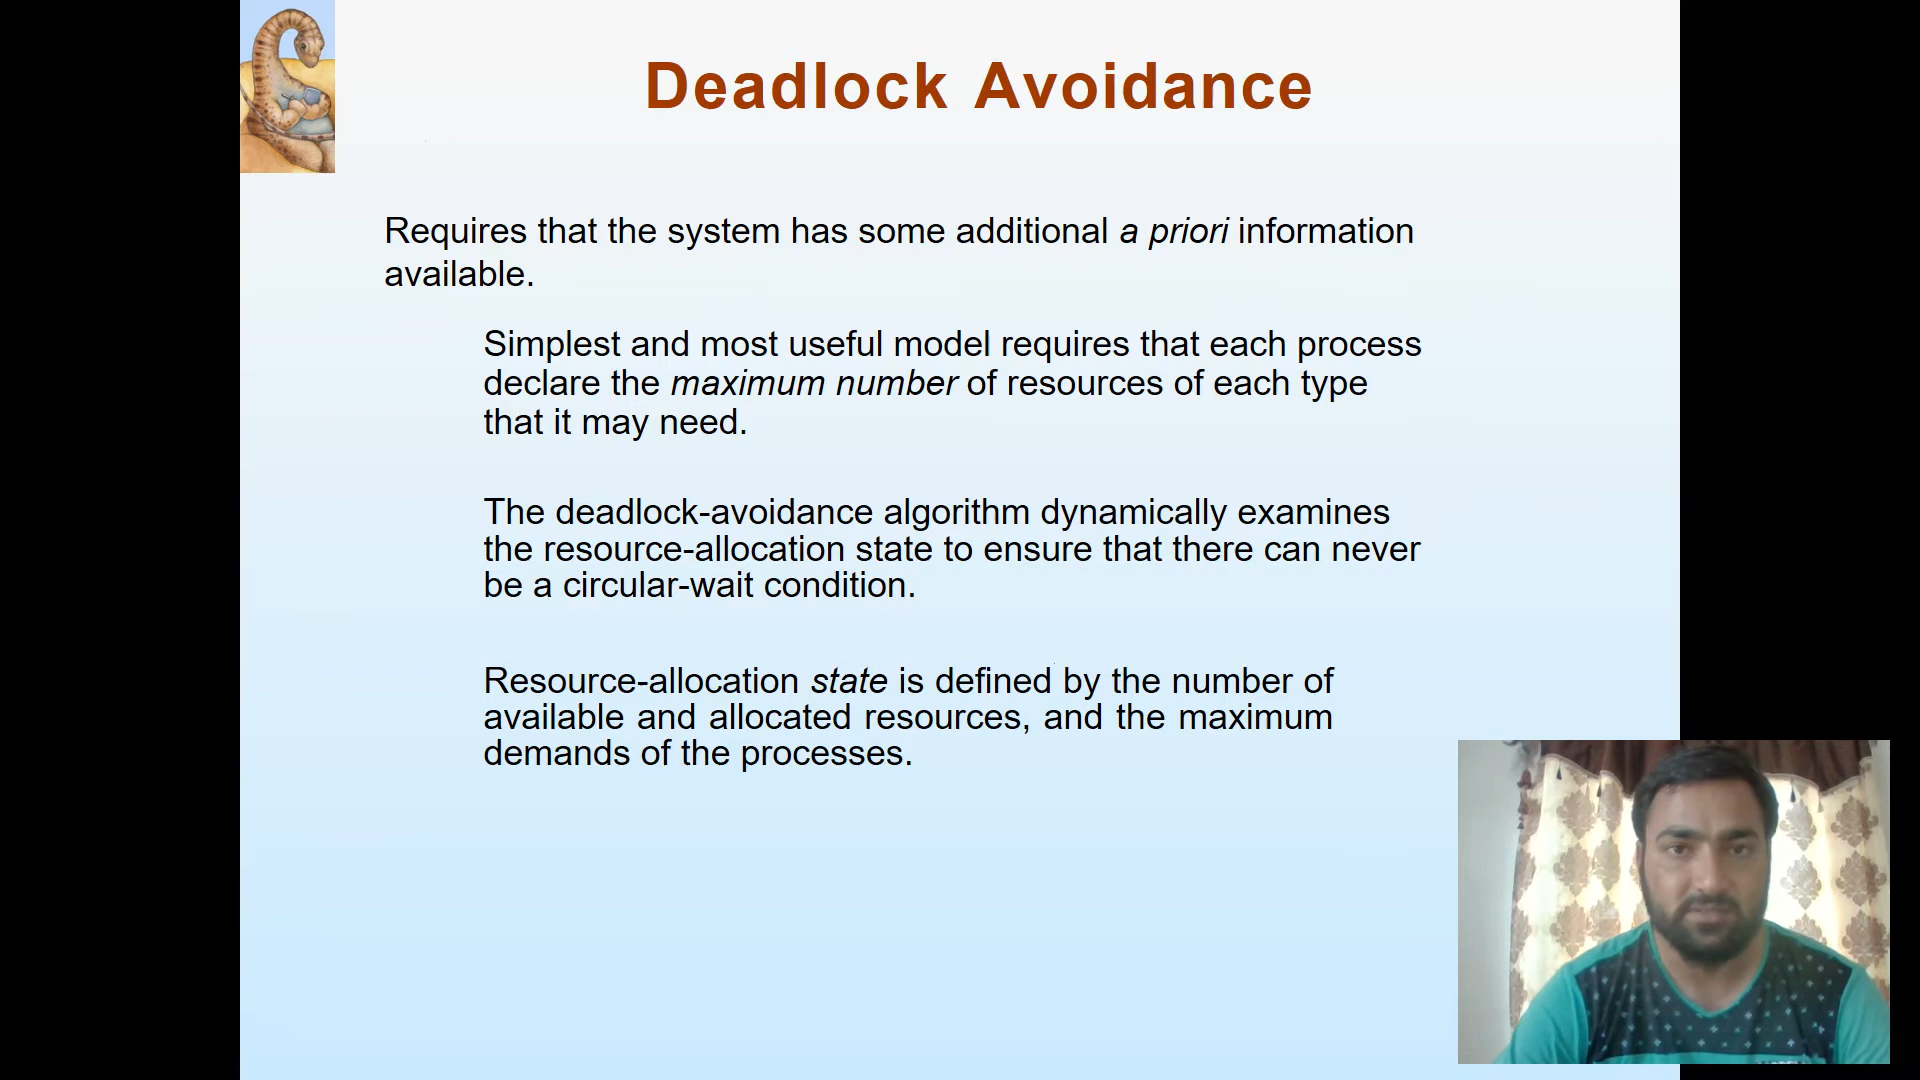 Deadlock Avoidance
Requires that the system has some additional a priori information
available.
Simplest and most useful model requires that each process
declare the maximum number of resources of each type
that it may need.
The deadlock-avoidance algorithm dynamically examines
the resource-allocation state to ensure that there can never
be a circular-wait condition.
Resource-allocation state is defined by the number of
available and allocated resources, and the maximum
demands of the processes.